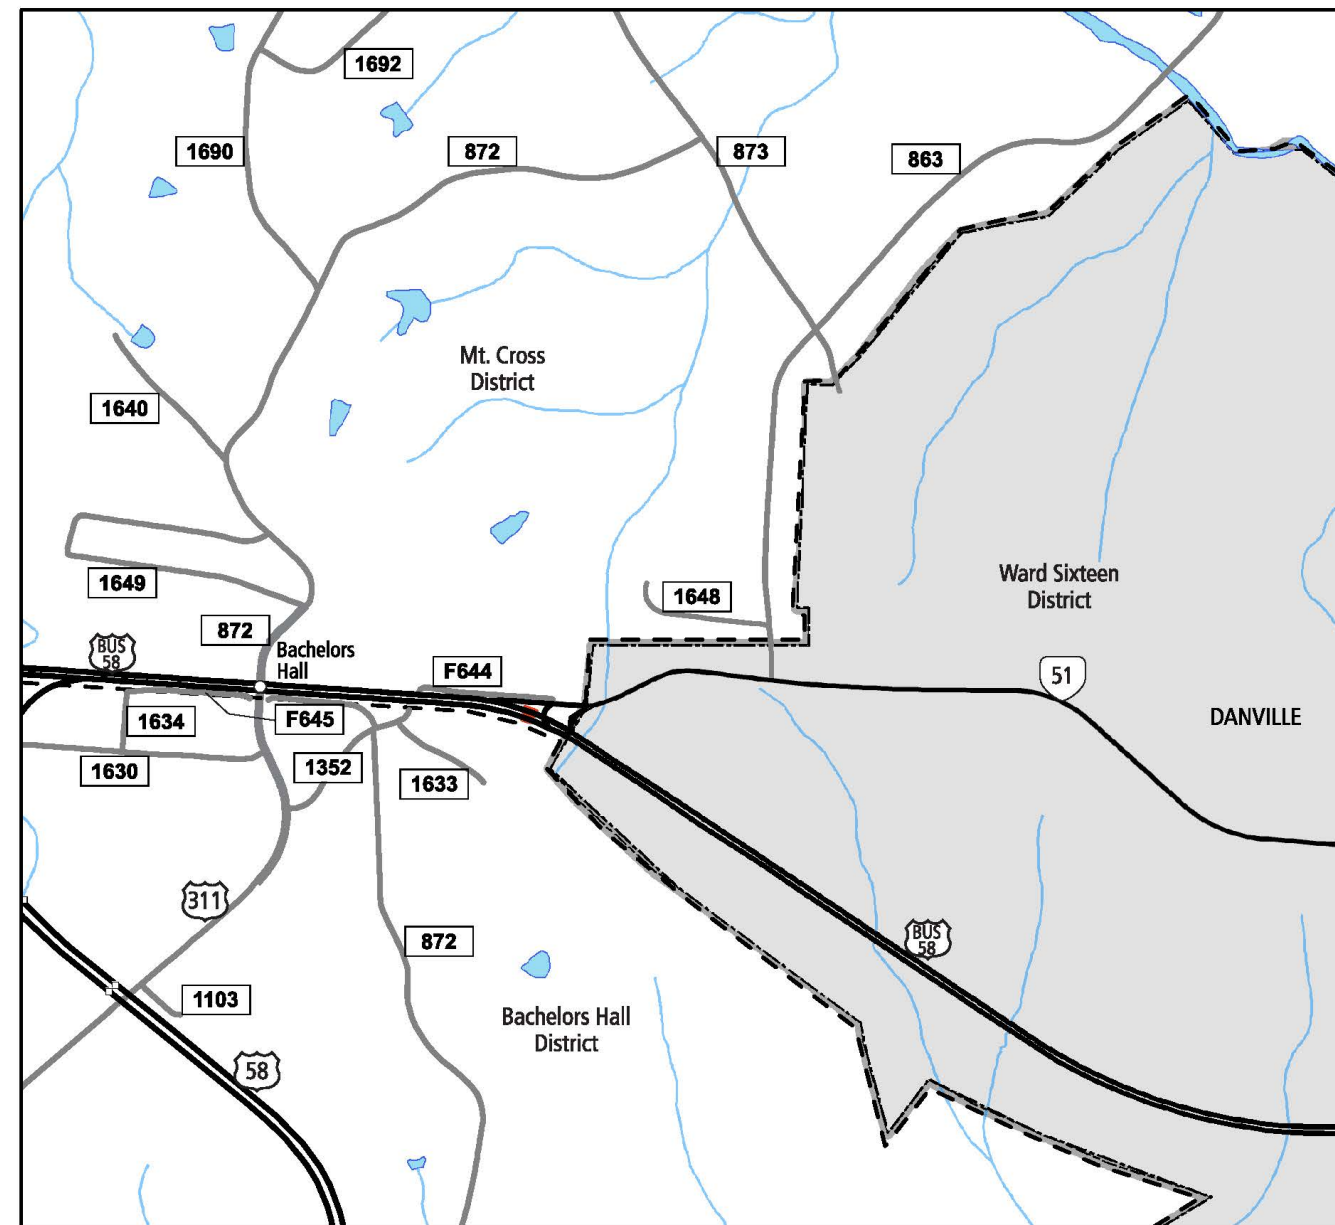 1692
1690
872
873
863
Mt. Cross
District
1640
Ward Sixteen
District
1649
1648
872
BUS
58
Bachelors
Hall
F644
51
1634
F645
DANVILLE
1630
1352
1633
311
872
BUS
58
1103
Bachelors Hall
District
58